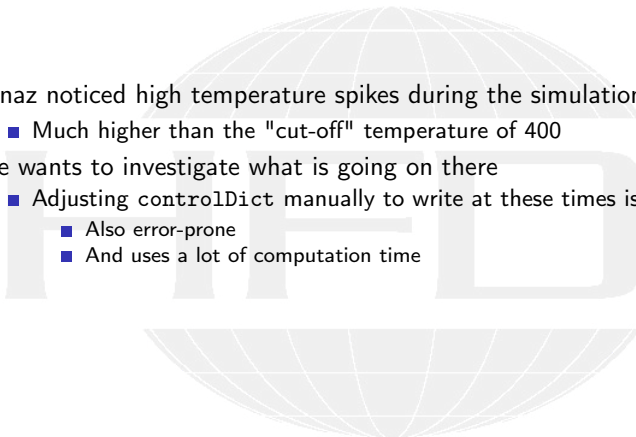 naz noticed high temperature spikes during the simulation
Much higher than the "cut-off" temperature of 400
e wants to investigate what is going on there
Adjusting controlDict manually to write at these times is
Also error-prone
And uses a lot of computation time
HFD